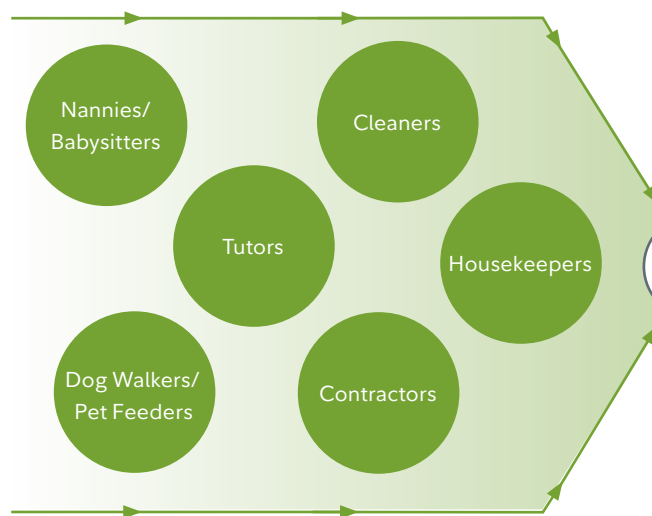 Nannies/
Babysitters
Cleaners
Tutors
Housekeepers
Dog Walkers/
Pet Feeders
Contractors